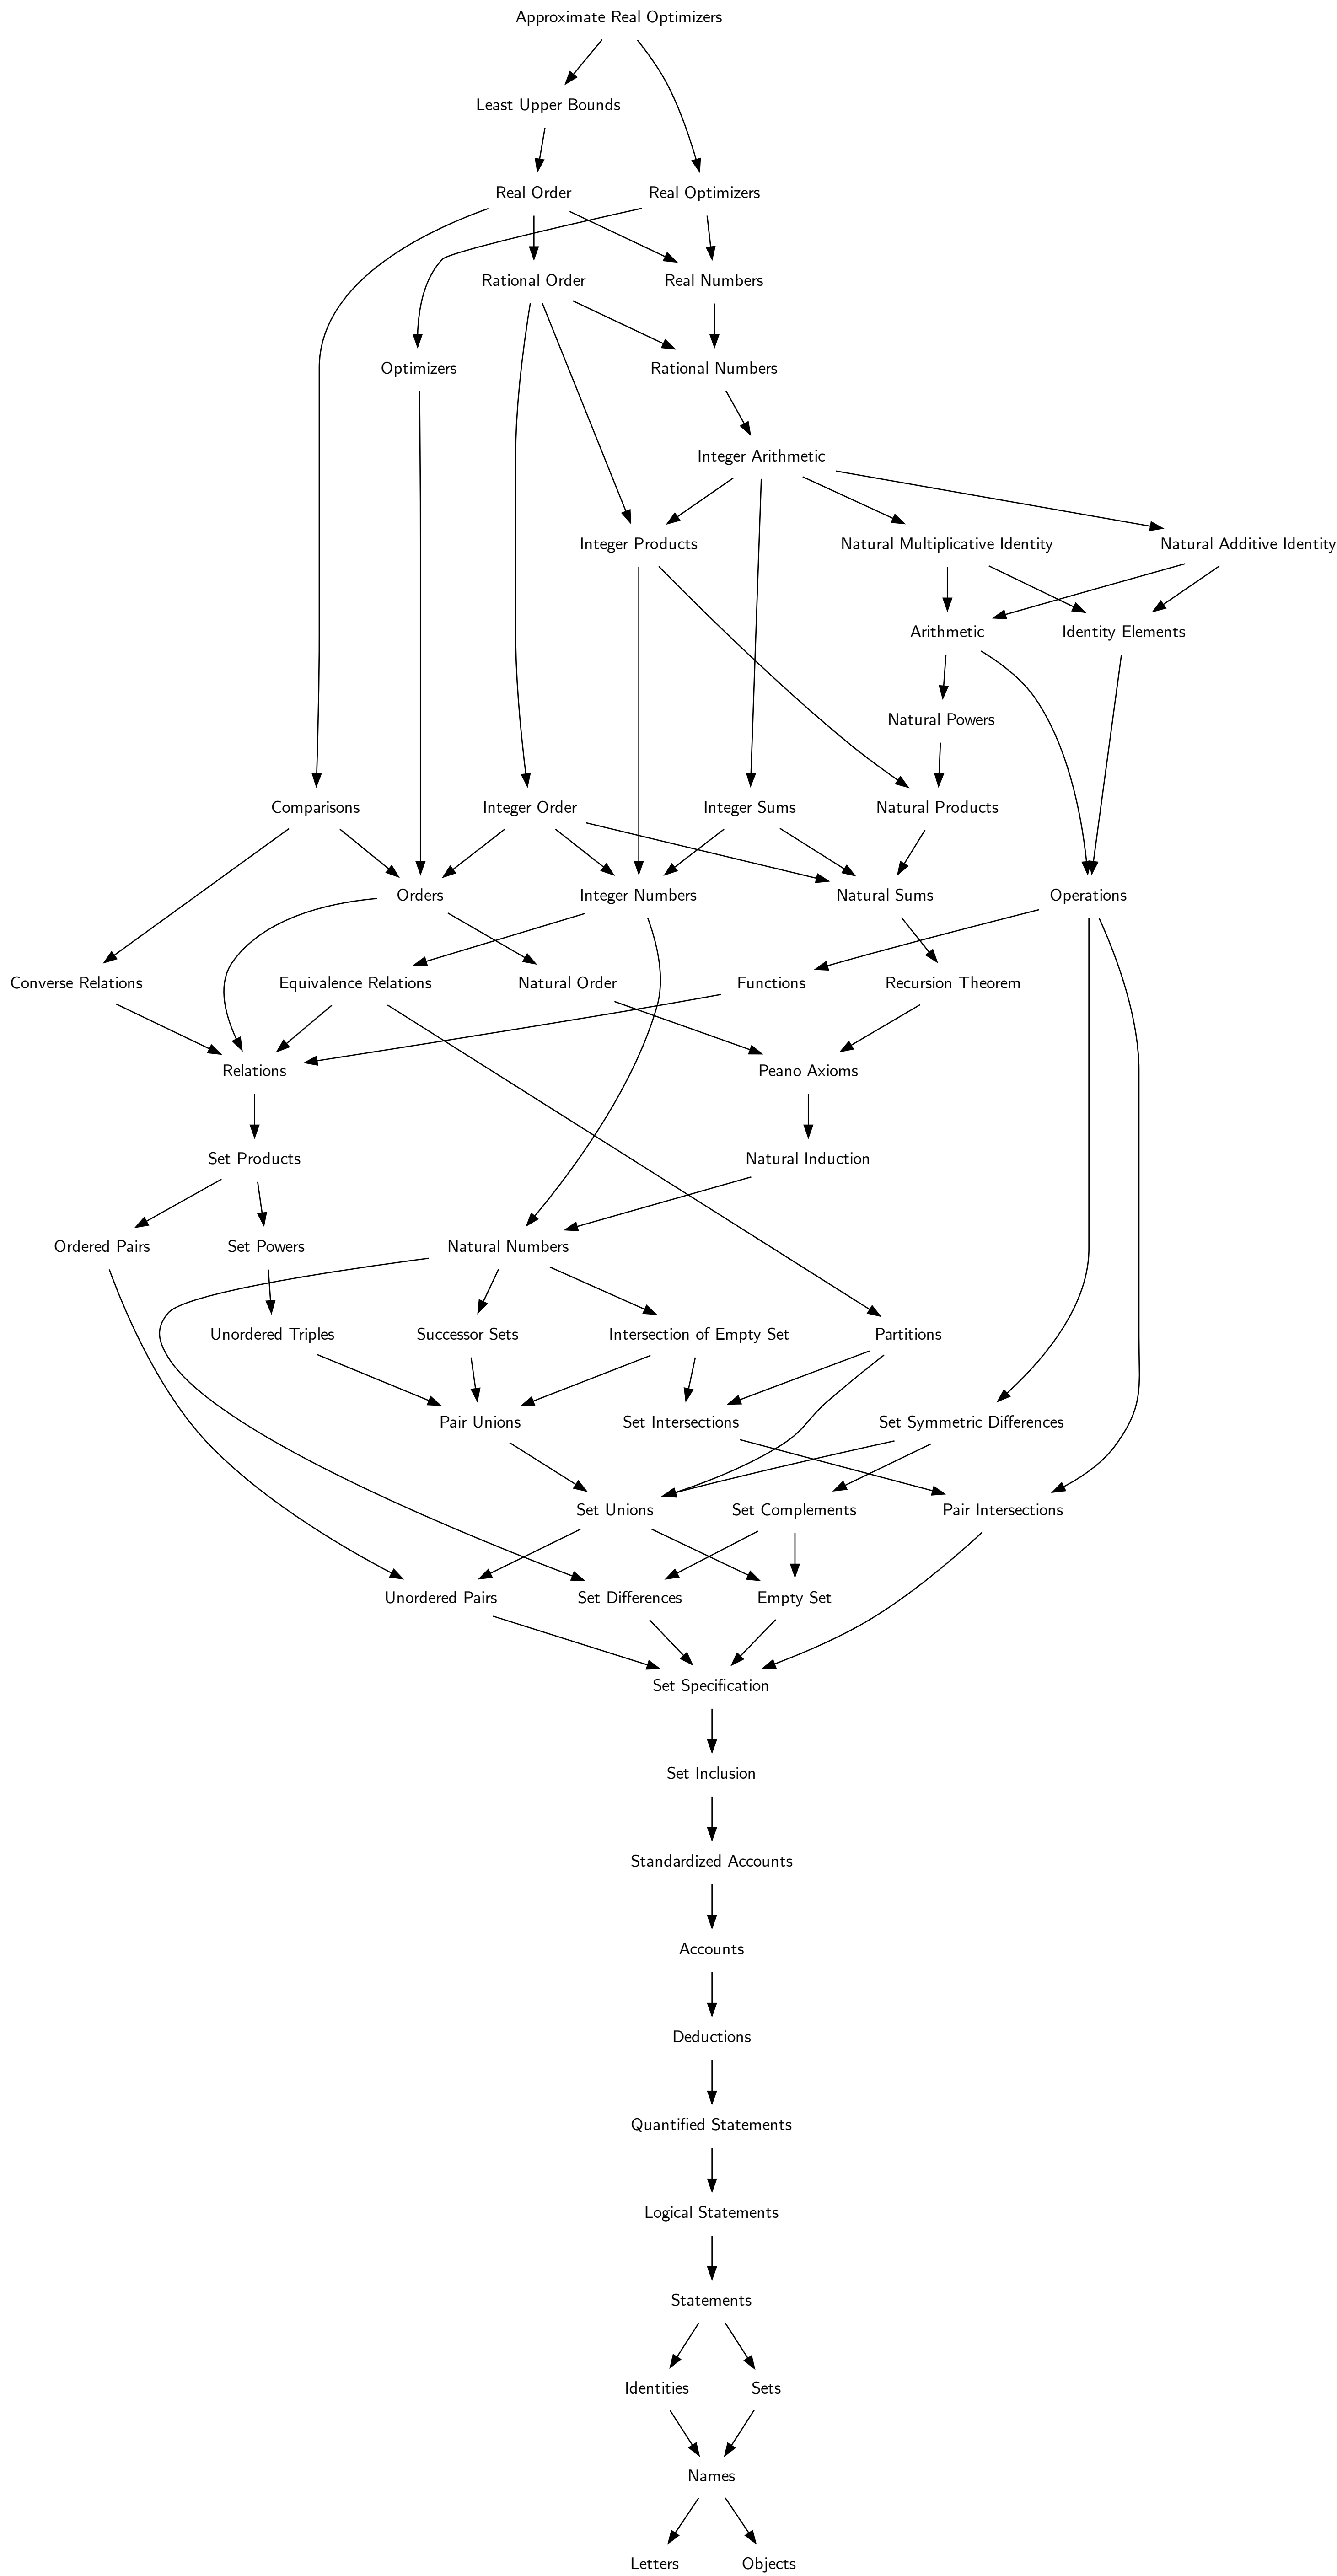 Approximate Real Optimizers
Least Upper Bounds
Real Order
Real Optimizers
Rational Order
Real Numbers
Optimizers
Rational Numbers
Integer Arithmetic
Integer Products
Natural Multiplicative Identity
Natural Additive Identity
Arithmetic
Identity Elements
Natural Powers
Comparisons
Integer Order
Integer Sums
Natural Products
Orders
Integer Numbers
Natural Sums
Operations
Converse Relations
Equivalence Relations
Natural Order
Functions
Recursion Theorem
Relations
Peano Axioms
Set Products
Natural Induction
Ordered Pairs
Set Powers
Natural Numbers
Unordered Triples
Successor Sets
Intersection of Empty Set
Partitions
Pair Unions
Set Intersections
Set Symmetric Differences
Set Unions
Set Complements
Pair Intersections
Unordered Pairs
Set Differences
Empty Set
Set Specification
Set Inclusion
Standardized Accounts
Accounts
Deductions
Quantified Statements
Logical Statements
Statements
Identities
Sets
Names
Letters
Objects